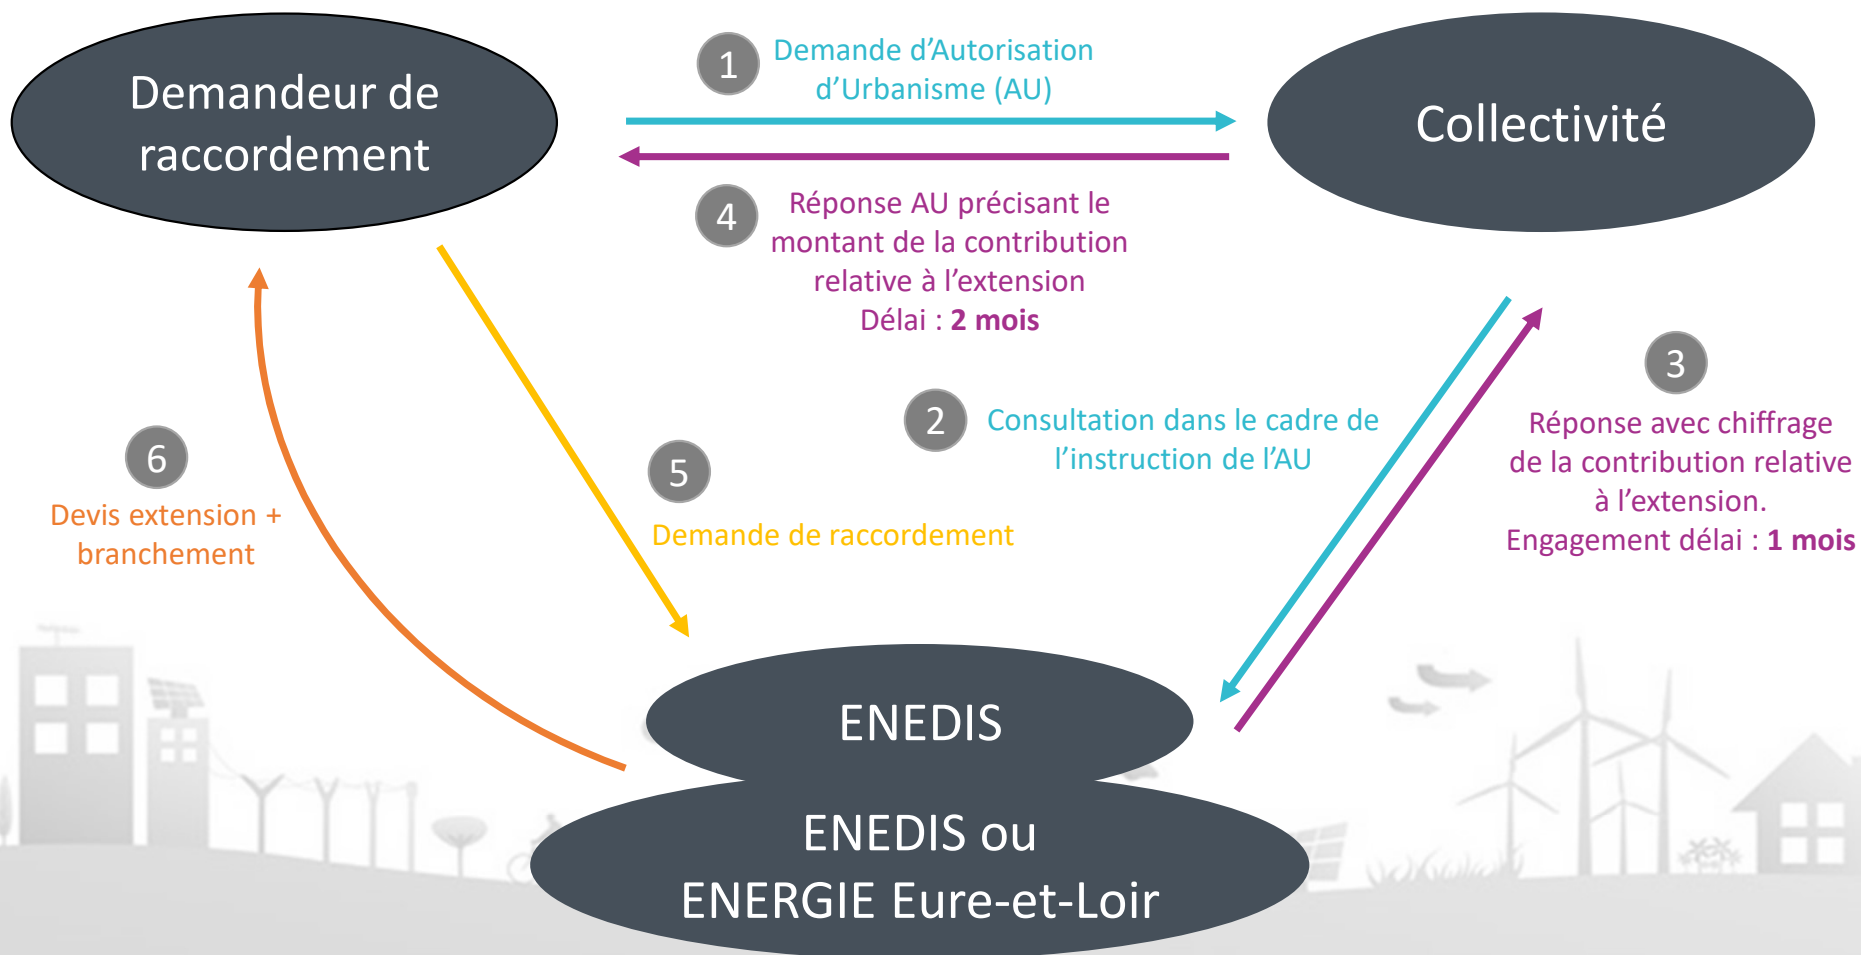 Demandeur de
raccordement
1
Demande d’Autorisation
d’Urbanisme (AU)
Collectivité
4
Réponse AU précisant le
montant de la contribution
relative à l’extension
Délai : 2 mois
2
Consultation dans le cadre de
l’instruction de l’AU
3
Réponse avec chiffrage
de la contribution relative
à l’extension.
Engagement délai : 1 mois
6
Devis extension +
branchement
5
Demande de raccordement
ENEDIS
ENEDIS ou
ENERGIE Eure-et-Loir